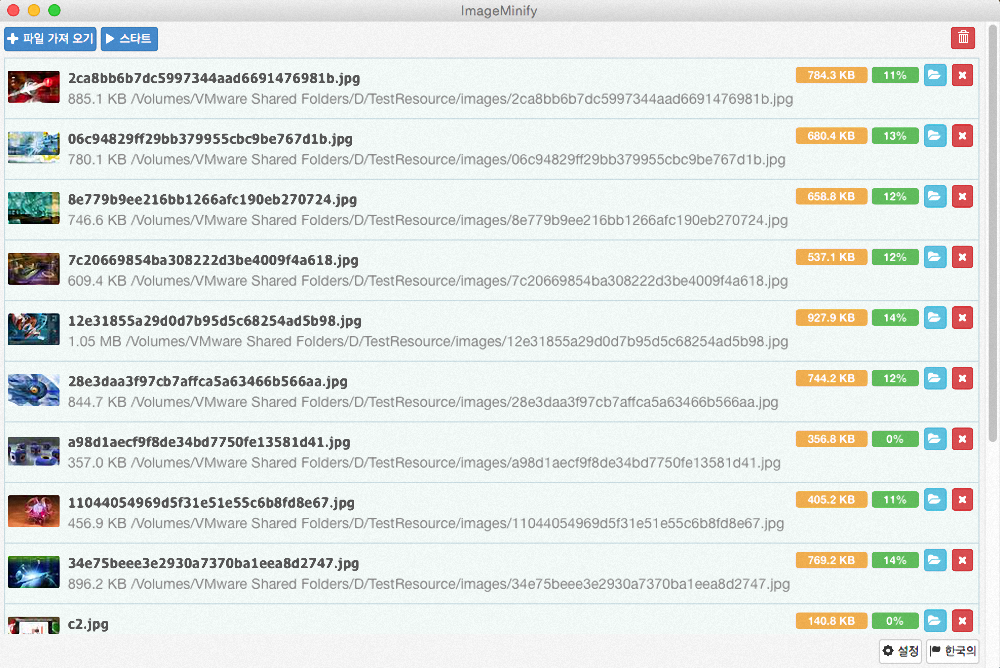 ImageMinify
파일 가져 오기 스타트
2ca8bb6b7dc5997344aad6691476981b.jpg 784.3 KB 11%
885.1 KB /Volumes/VMware Shared Folders/D/TestResource/images/2ca8bb6b7dc5997344aad6691476981b.jpg
06c94829ff29bb379955cbc9be767d1b.jpg 680.4 KB 13%
780.1 KB /Volumes/VMware Shared Folders/D/TestResource/images/06c94829ff29bb379955cbc9be767d1b.jpg
8e779b9ee216bb1266afc190eb270724.jpg 658.8 KB 12%
746.6 KB /Volumes/VMware Shared Folders/D/TestResource/images/8e779b9ee216bb1266afc190eb270724.jpg
7c20669854ba308222d3be4009f4a618.jpg 537.1 KB 12%
609.4 KB /Volumes/VMware Shared Folders/D/TestResource/images/7c20669854ba308222d3be4009f4a618.jpg
12e31855a29d0d7b95d5c68254ad5b98.jpg 927.9 KB 14%
1.05 MB /Volumes/VMware Shared Folders/D/TestResource/images/12e31855a29d0d7b95d5c68254ad5b98.jpg
28e3daa3f97cb7affca5a63466b566aa.jpg 744.2 KB 12%
844.7 KB /Volumes/VMware Shared Folders/D/TestResource/images/28e3daa3f97cb7affca5a63466b566aa.jpg
a98d1aecf9f8de34bd7750fe13581d41.jpg 356.8 KB 0%
357.0 KB /Volumes/VMware Shared Folders/D/TestResource/images/a98d1aecf9f8de34bd7750fe13581d41.jpg
11044054969d5f31e51e55c6b8fd8e67.jpg 405.2 KB 11%
456.9 KB /Volumes/VMware Shared Folders/D/TestResource/images/11044054969d5f31e51e55c6b8fd8e67.jpg
34e75beee3e2930a7370ba1eea8d2747.jpg 769.2 KB 14%
896.2 KB /Volumes/VMware Shared Folders/D/TestResource/images/34e75beee3e2930a7370ba1eea8d2747.jpg
c2.jpg 140.8 KB 0%
설정 한국의